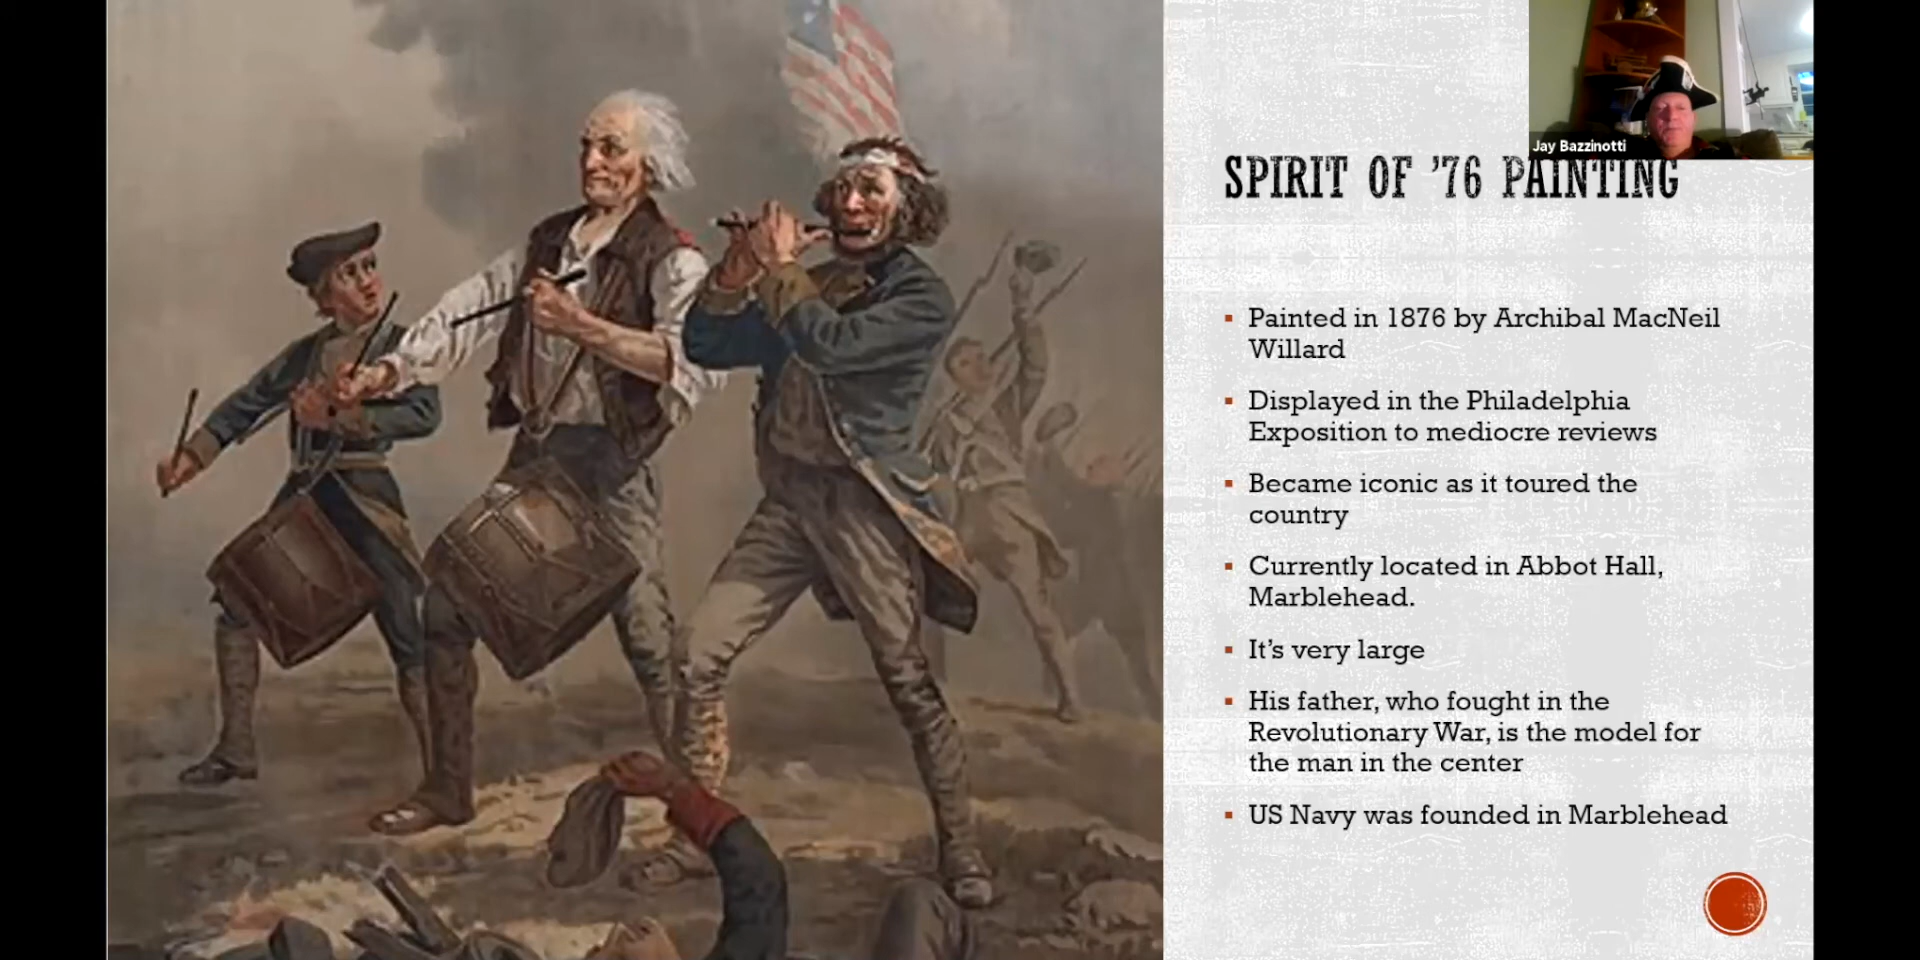 Jay Bazzinotti
SPIRIT OF ’76 PAINTING
Painted in 1876 by Archibal MacNeil
Willard
Displayed in the Philadelphia
Exposition to mediocre reviews
Became iconic as it toured the
country
Currently located in Abbot Hall,
Marblehead.
It’s very large
His father, who fought in the
Revolutionary War, is the model for
the man in the center
US Navy was founded in Marblehead